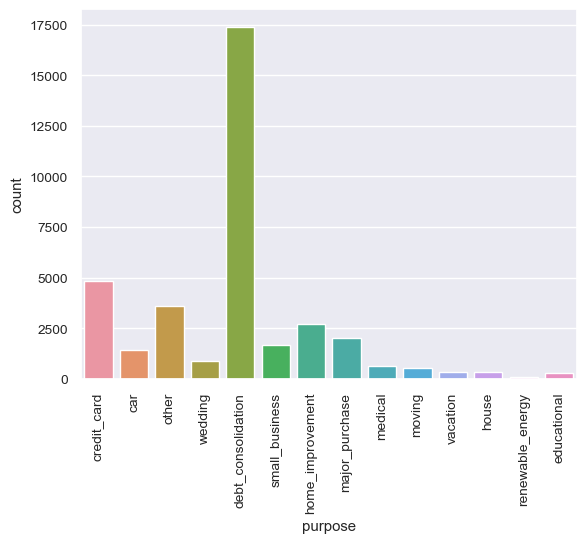 17500
15000
12500
10000
7500
5000
2500
0
count
credit_card
car
other
wedding
debt_consolidation
small_business
home_improvement
major_purchase
medical
moving
vacation
house
renewable_energy
educational
purpose